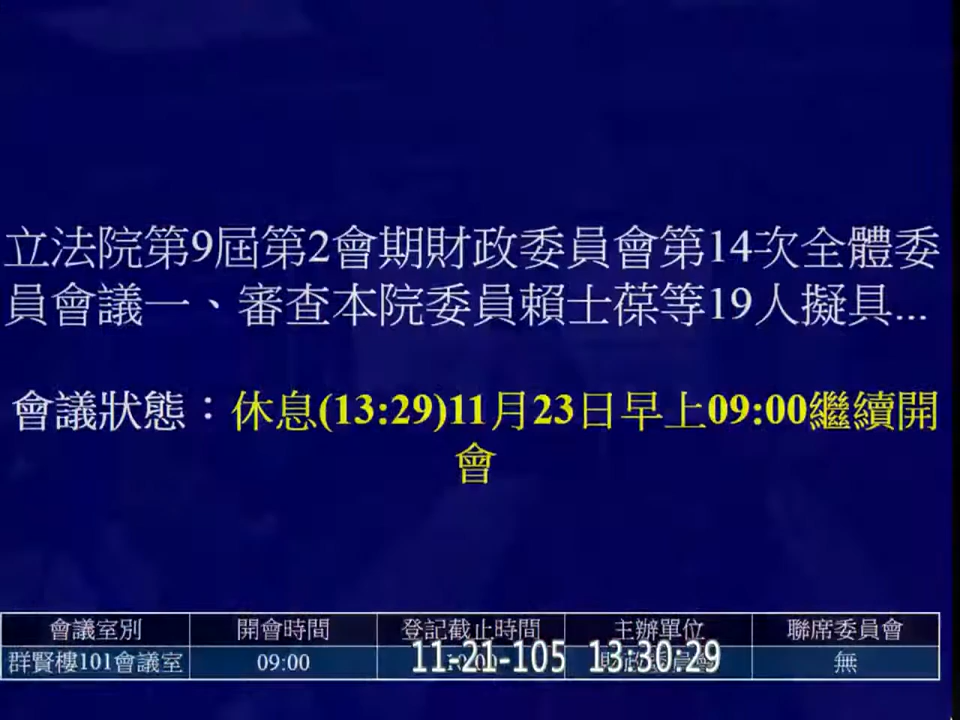 立法院第9屆第2會期財政委員會第14次全體委
員會議一、審查本院委員賴士葆等19人擬具...
會議狀態：休息(13:29)11月23日早上09:00繼續開
會
會議室別 開會時間 登記截止時間 主辦單位 聯席委員會
群賢樓101會議室 09:00 無
11-21-105 13:30:29